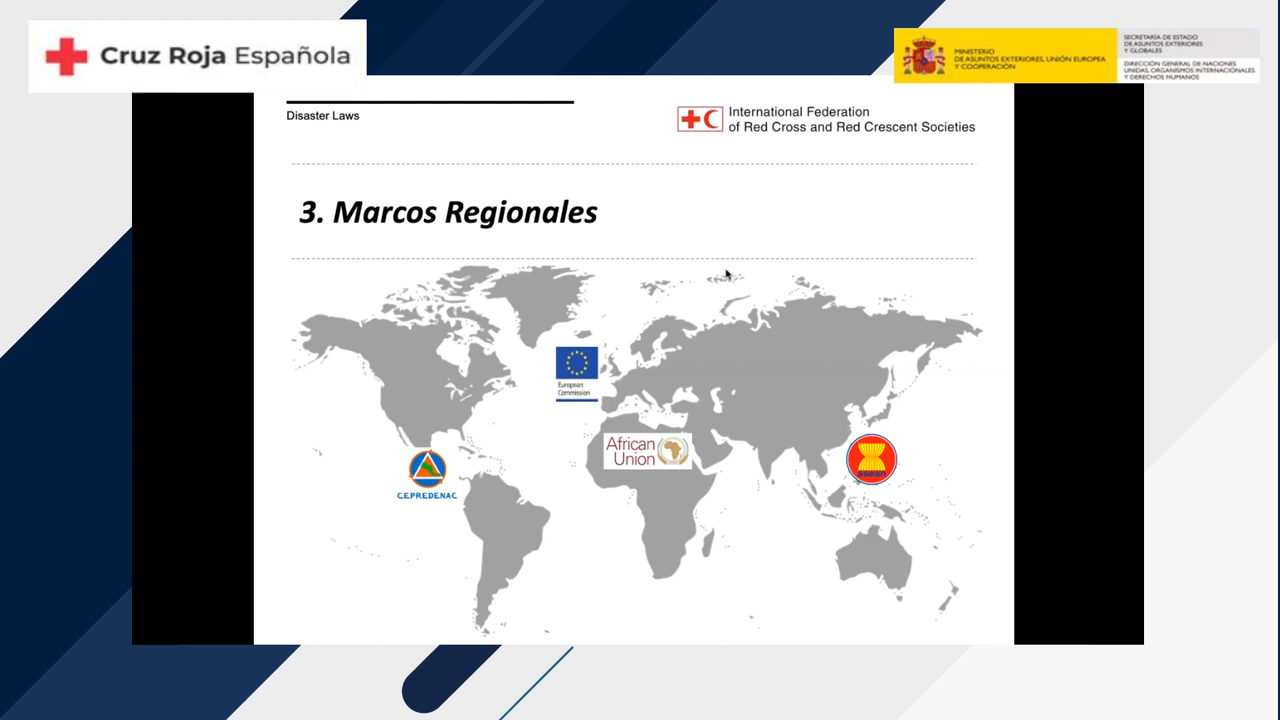 Cruz Roja Española
MINISTERIO
DE ASUNTOS EXTERIORES, UNIÓN EUROPEA
Y COOPERACIÓN
SECRETARÍA DE ESTADO
DE ASUNTOS EXTERIORES
Y GLOBALES
DIRECCIÓN GENERAL DE NACIONES
UNIDAS, ORGANISMOS INTERNACIONALES
Y DERECHOS HUMANOS
Disaster Laws
International Federation
of Red Cross and Red Crescent Societies
3. Marcos Regionales
European
Commission
African
Union
asean
CEPREDENAC